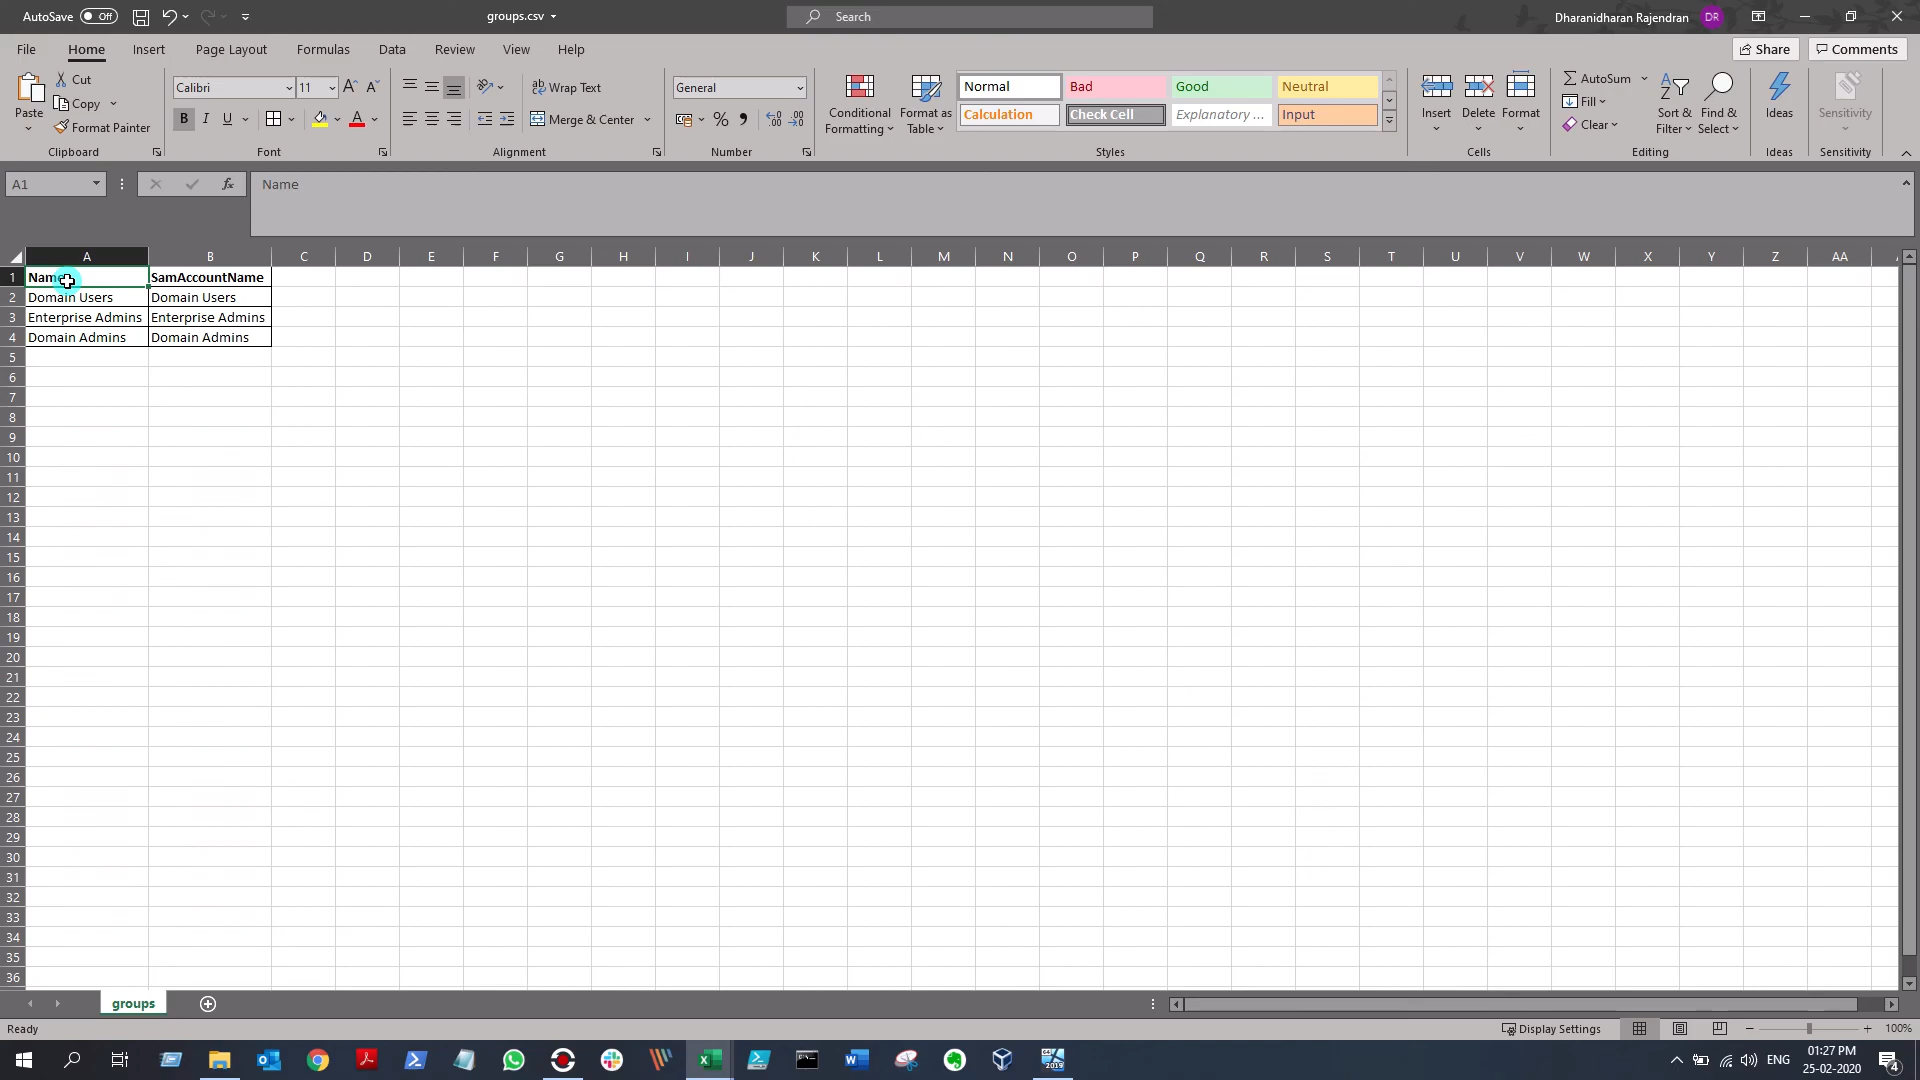 AutoSave Off groups.csv Search Dharanidharan Rajendran DR
File Home Insert Page Layout Formulas Data Review View Help Share Comments
Paste
Cut
Copy
Format Painter
Clipboard
Calibri 11
B I U
Font
Wrap Text
Merge & Center
Alignment
General
Number
Conditional
Formatting
Format as
Table
Normal Bad Good Neutral
Calculation Check Cell Explanatory ... Input
Styles
Insert Delete Format
Cells
AutoSum
Fill
Clear
Sort &
Filter
Find &
Select
Editing
Ideas
Ideas
Sensitivity
Sensitivity
A1 fx Name
A B C D E F G H I J K L M N O P Q R S T U V W X Y Z AA
1 Name SamAccountName
2 Domain Users Domain Users
3 Enterprise Admins Enterprise Admins
4 Domain Admins Domain Admins
5
6
7
8
9
10
11
12
13
14
15
16
17
18
19
20
21
22
23
24
25
26
27
28
29
30
31
32
33
34
35
36
groups
Ready Display Settings 100%
ENG 01:27 PM
25-02-2020 4